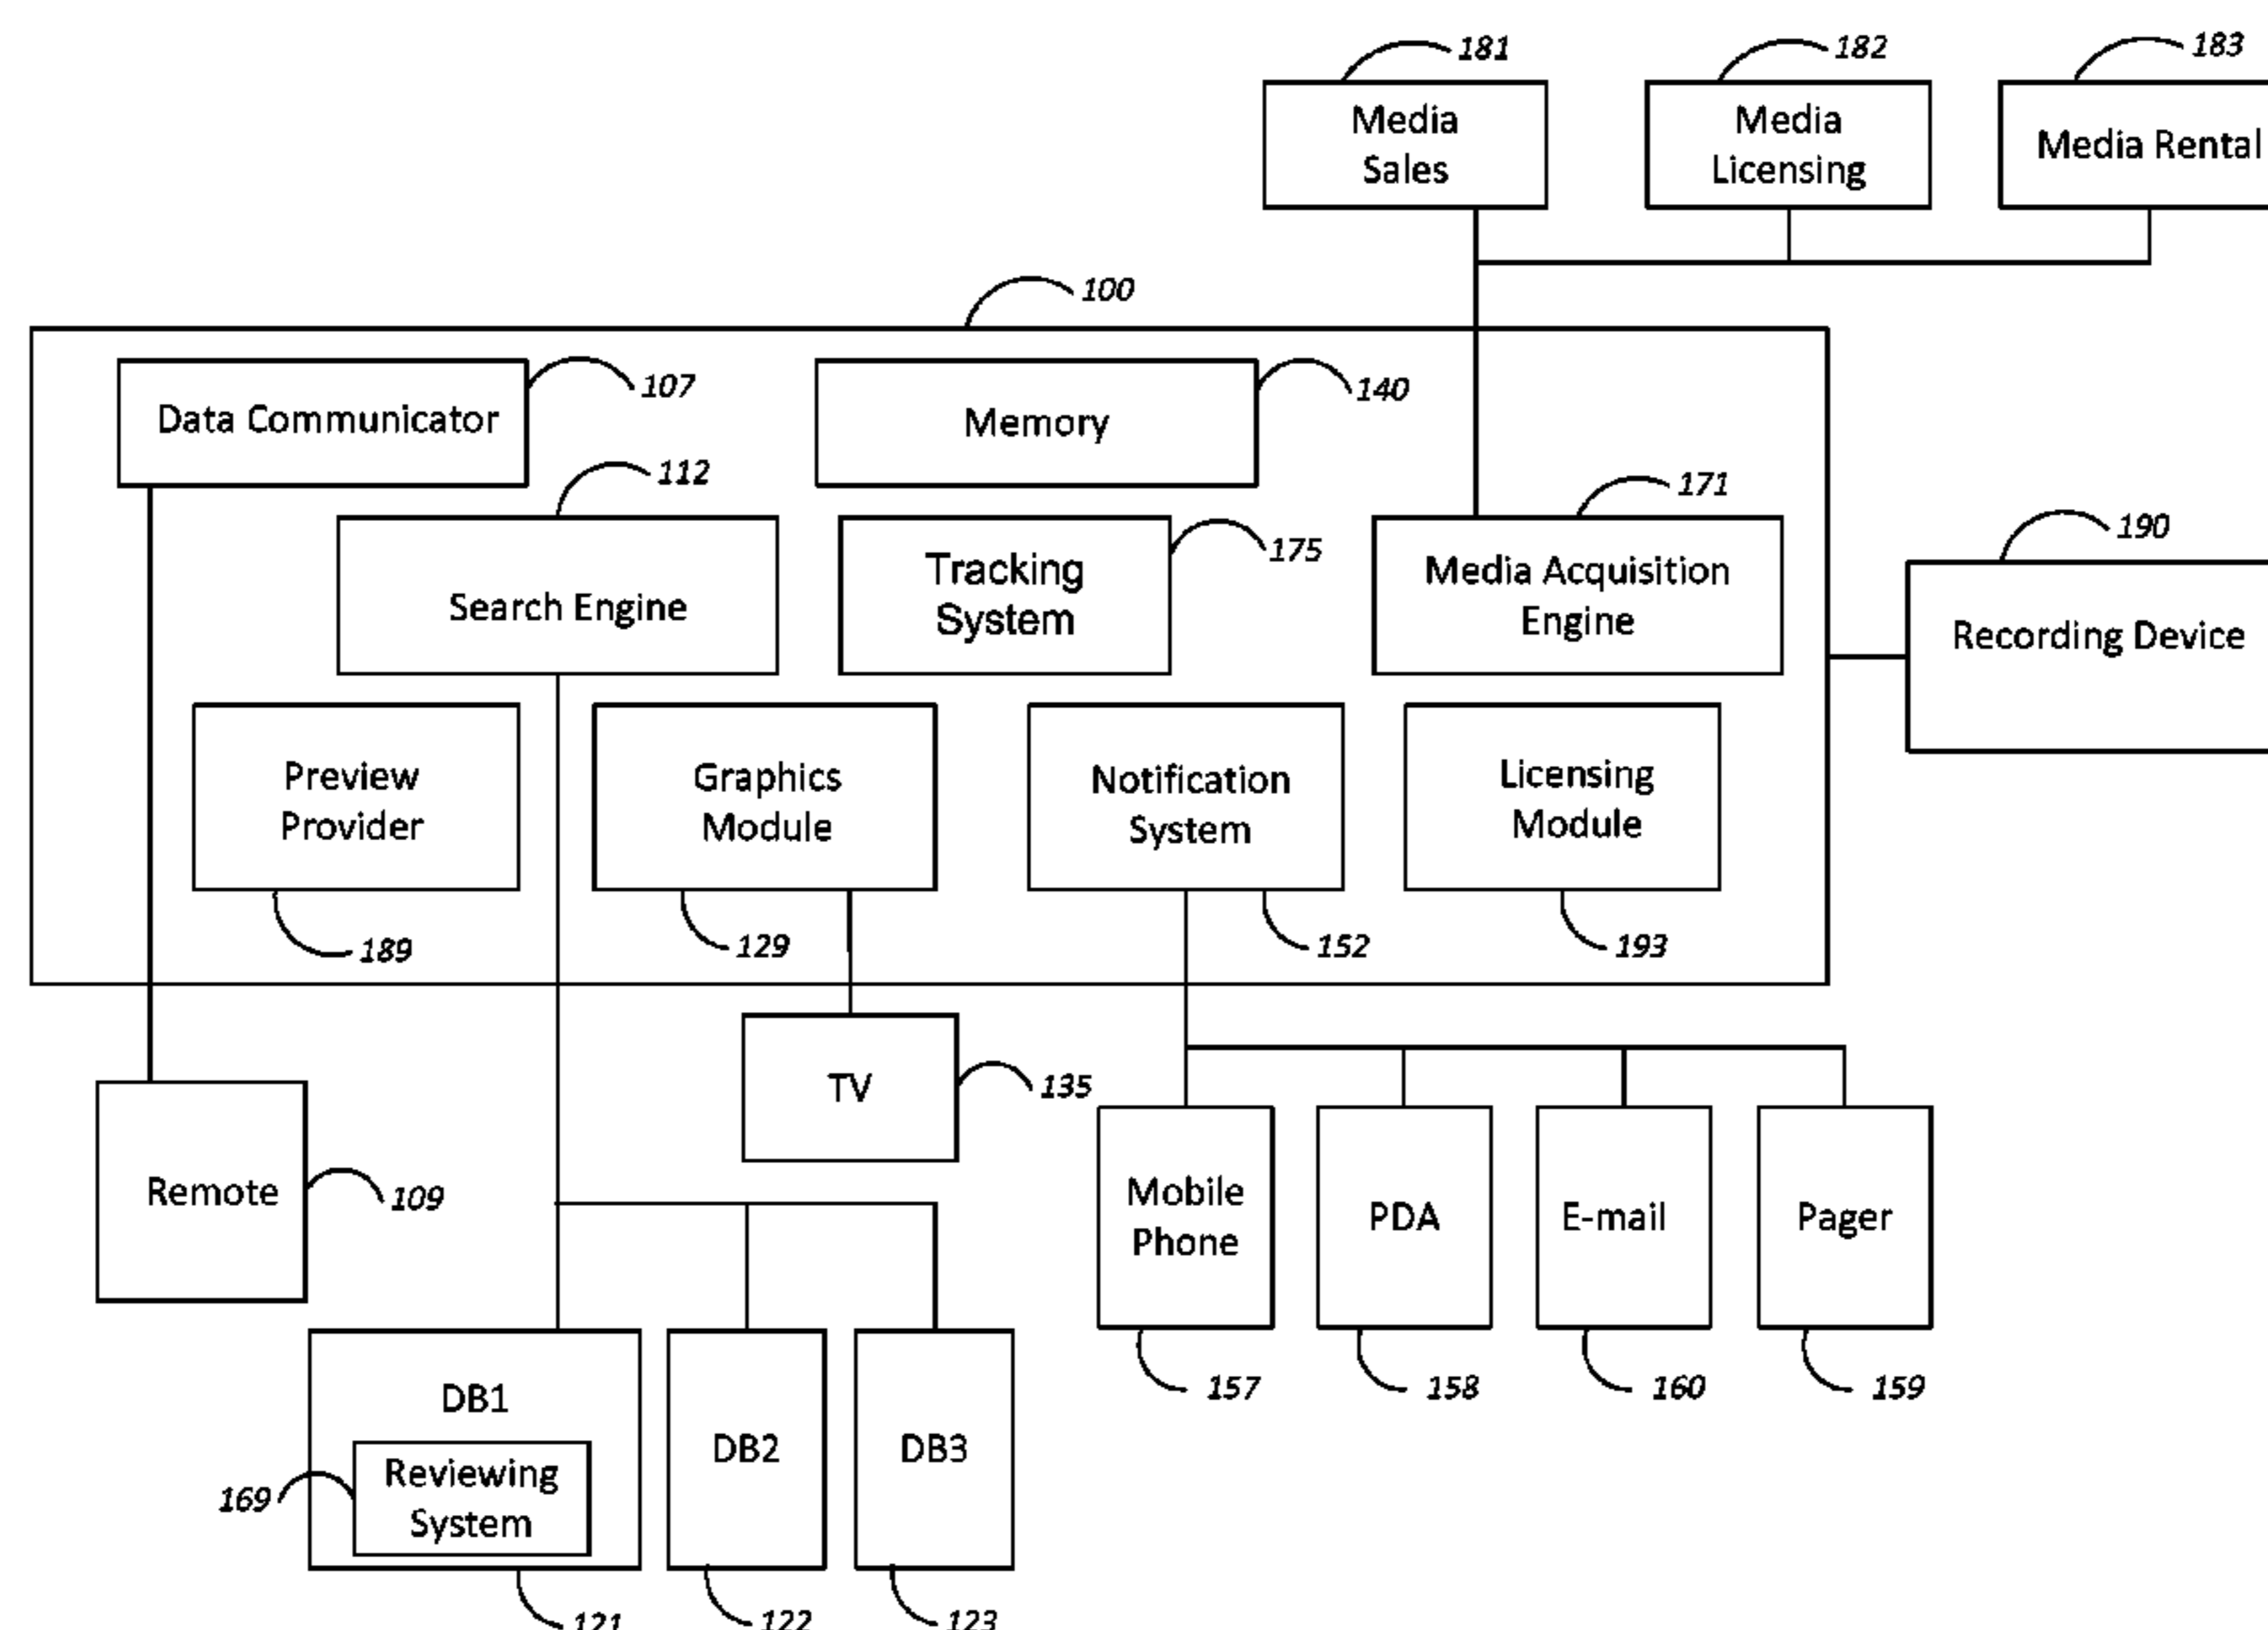 181
182
183
Media
Sales
Media
Licensing
Media Rental
100
Data Communicator
107
Memory
140
112
171
Search Engine
Tracking
System
175
Media Acquisition
Engine
190
Recording Device
Preview
Provider
Graphics
Module
Notification
System
Licensing
Module
189
129
152
193
TV
135
Remote
109
Mobile
Phone
PDA
E-mail
Pager
157
158
160
159
DB1
Reviewing
System
169
DB2
DB3
121
122
123